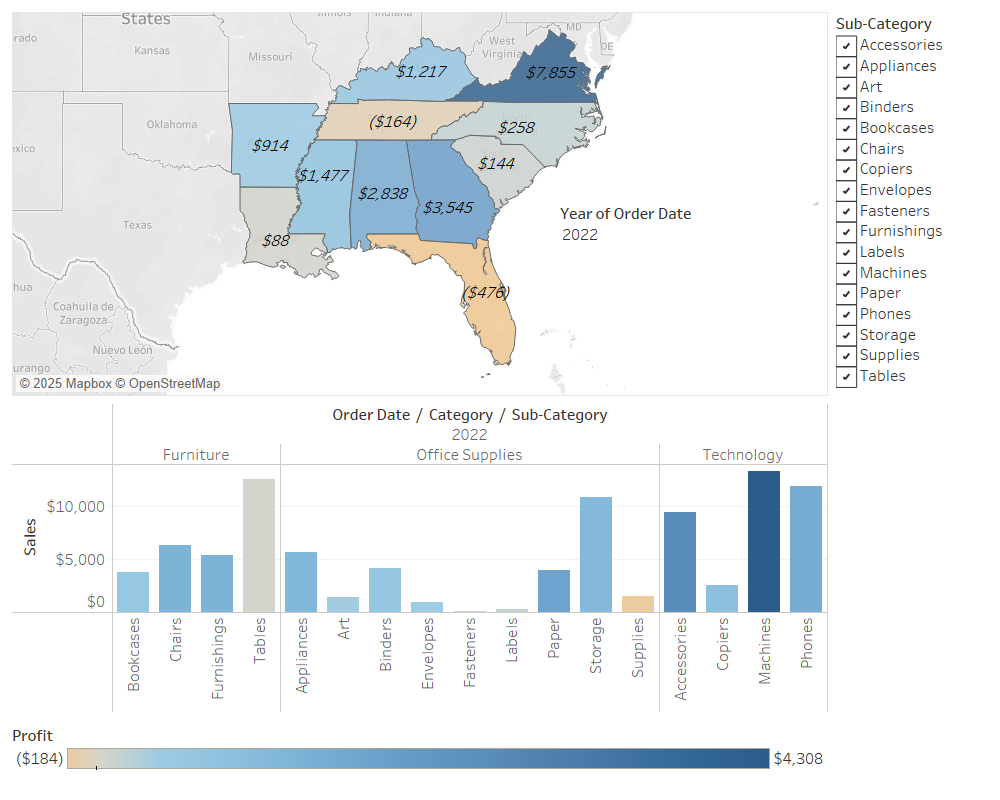 States
Illinois
Indiana
MD
DE
orado
Kansas
Missouri
West
Virginia
Oklahoma
exico
Texas
hua
Coahuila de
Zaragoza
Nuevo León
urango
$1,217
$7,855
($164)
$258
$914
$144
$1,477
$2,838
$3,545
$88
($476)
© 2025 Mapbox © OpenStreetMap
Year of Order Date
2022
Sub-Category
Accessories
Appliances
Art
Binders
Bookcases
Chairs
Copiers
Envelopes
Fasteners
Furnishings
Labels
Machines
Paper
Phones
Storage
Supplies
Tables
Order Date / Category / Sub-Category
2022
Furniture
Office Supplies
Technology
Sales
$10,000
$5,000
$0
Bookcases
Chairs
Furnishings
Tables
Appliances
Art
Binders
Envelopes
Fasteners
Labels
Paper
Storage
Supplies
Accessories
Copiers
Machines
Phones
Profit
($184)
$4,308